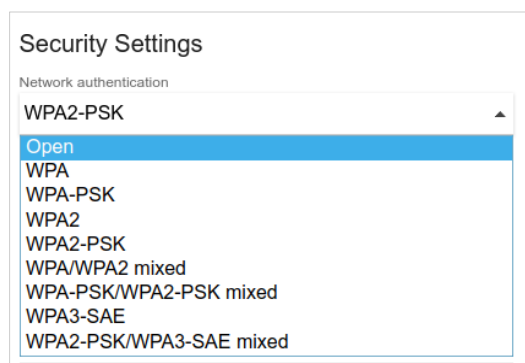 Security Settings
Network authentication
WPA2-PSK
Open
WPA
WPA-PSK
WPA2
WPA2-PSK
WPA/WPA2 mixed
WPA-PSK/WPA2-PSK mixed
WPA3-SAE
WPA2-PSK/WPA3-SAE mixed